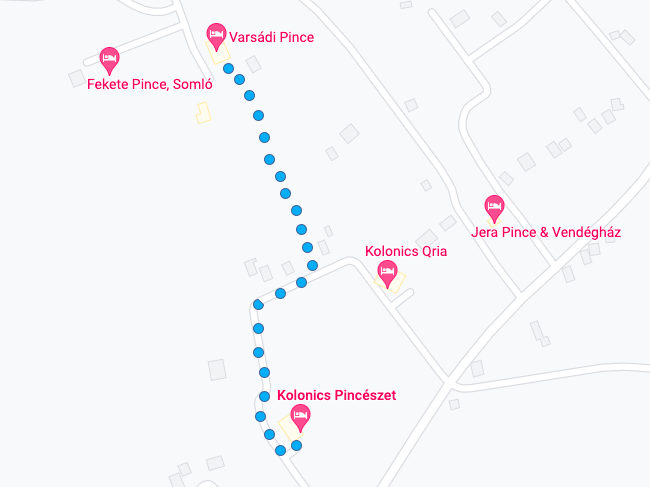 Varsádi Pince
Fekete Pince, Somló
Jera Pince & Vendégház
Kolonics Qria
Kolonics Pincészet